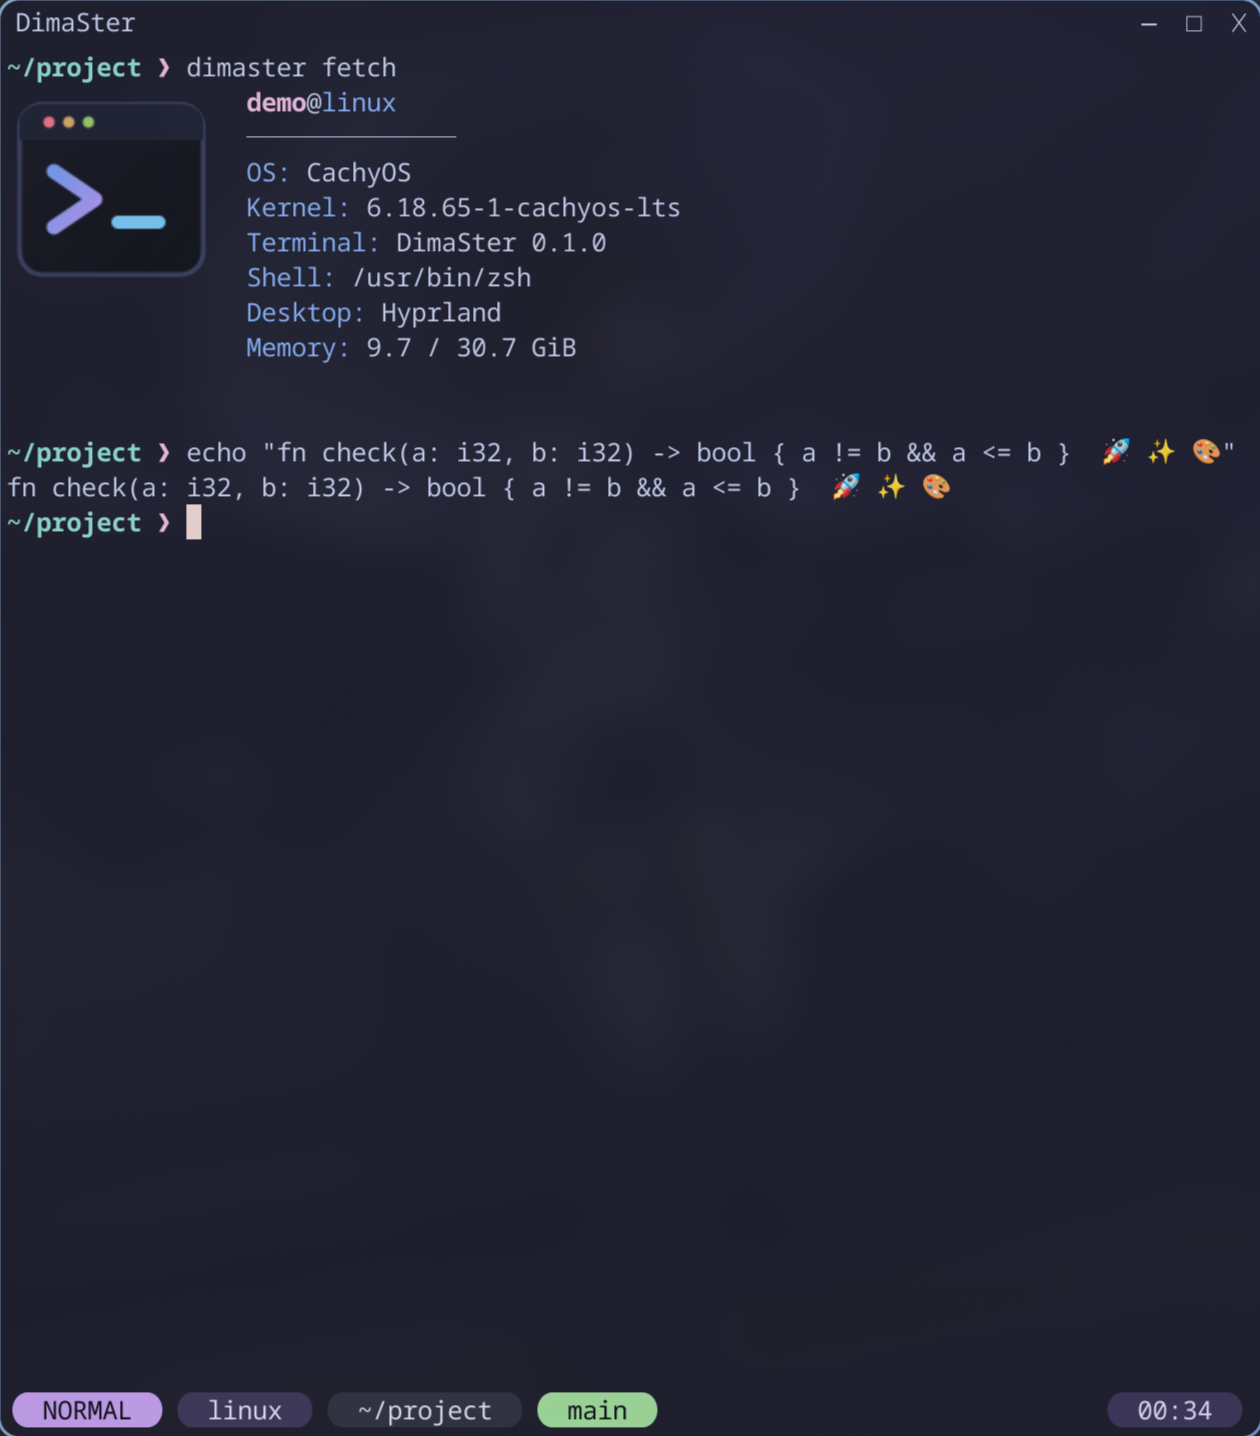 DimaSter
~/project ❯ dimaster fetch
demo@linux
OS: CachyOS
Kernel: 6.18.65-1-cachyos-lts
Terminal: DimaSter 0.1.0
Shell: /usr/bin/zsh
Desktop: Hyprland
Memory: 9.7 / 30.7 GiB
~/project ❯ echo "fn check(a: i32, b: i32) -> bool { a != b && a <= b }  🚀 ✨ 🎨"
fn check(a: i32, b: i32) -> bool { a != b && a <= b }  🚀 ✨ 🎨
~/project ❯
NORMAL linux ~/project main 00:34